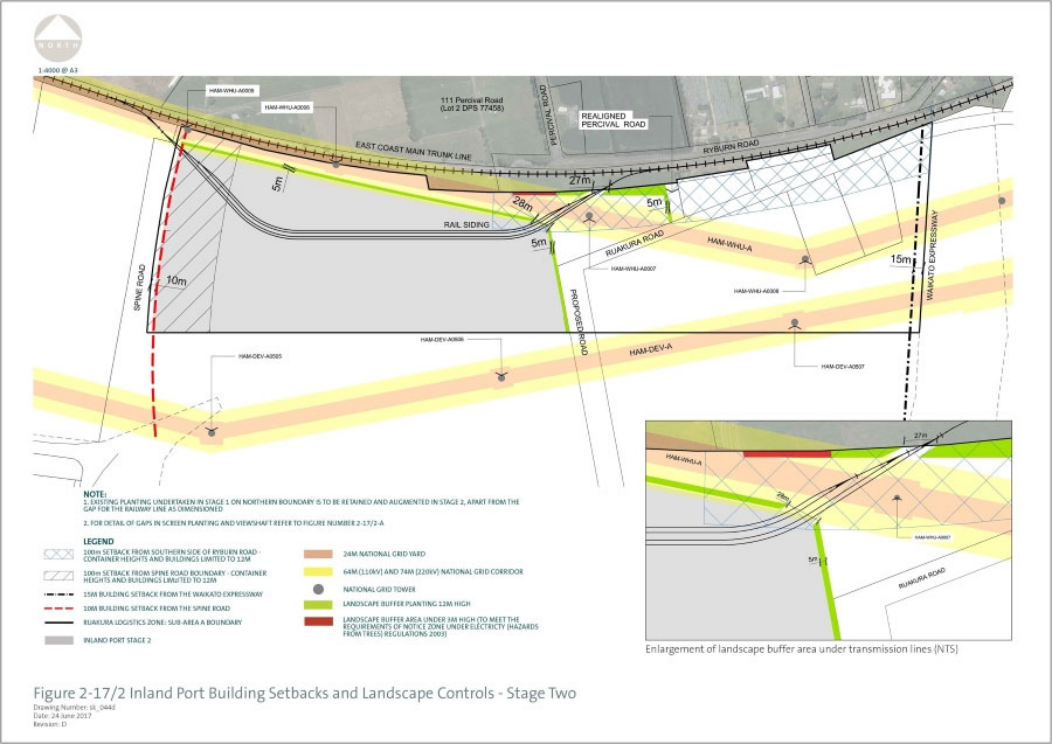 NORTH
1:4000 @ A3
HAM-WHU-A0005
HAM-WHU-A0006
111 Percival Road
(Lot 2 DPS 77458)
PERCIVAL ROAD
REALIGNED
PERCIVAL ROAD
EAST COAST MAIN TRUNK LINE
RYBURN ROAD
5m
27m
28m
5m
RAIL SIDING
5m
RUAKURA ROAD
HAM-WHU-A
HAM-WHU-A0007
HAM-WHU-A0008
15m
WAIKATO EXPRESSWAY
SPINE ROAD
10m
PROPOSED ROAD
HAM-DEV-A0505
HAM-DEV-A0506
HAM-DEV-A
HAM-DEV-A0507
27m
HAM-WHU-A
28m
HAM-WHU-A0007
5m
RUAKURA ROAD
Enlargement of landscape buffer area under transmission lines (NTS)
NOTE:
1. EXISTING PLANTING UNDERTAKEN IN STAGE 1 ON NORTHERN BOUNDARY IS TO BE RETAINED AND AUGMENTED IN STAGE 2, APART FROM THE
GAP FOR THE RAILWAY LINE AS DIMENSIONED
2. FOR DETAIL OF GAPS IN SCREEN PLANTING AND VIEWSHAFT REFER TO FIGURE NUMBER 2-17/2-A
LEGEND
100m SETBACK FROM SOUTHERN SIDE OF RYBURN ROAD -
CONTAINER HEIGHTS AND BUILDINGS LIMITED TO 12M
100m SETBACK FROM SPINE ROAD BOUNDARY - CONTAINER
HEIGHTS AND BUILDINGS LIMITED TO 12M
15M BUILDING SETBACK FROM THE WAIKATO EXPRESSWAY
10M BUILDING SETBACK FROM THE SPINE ROAD
RUAKURA LOGISTICS ZONE: SUB-AREA A BOUNDARY
INLAND PORT STAGE 2
24M NATIONAL GRID YARD
64M (110kV) AND 74M (220kV) NATIONAL GRID CORRIDOR
NATIONAL GRID TOWER
LANDSCAPE BUFFER PLANTING 12M HIGH
LANDSCAPE BUFFER AREA UNDER 3M HIGH (TO MEET THE
REQUIREMENTS OF NOTICE ZONE UNDER ELECTRICTY (HAZARDS
FROM TREES) REGULATIONS 2003)
Figure 2-17/2 Inland Port Building Setbacks and Landscape Controls - Stage Two
Drawing Number: sk_044d
Date: 24 June 2017
Revision: D